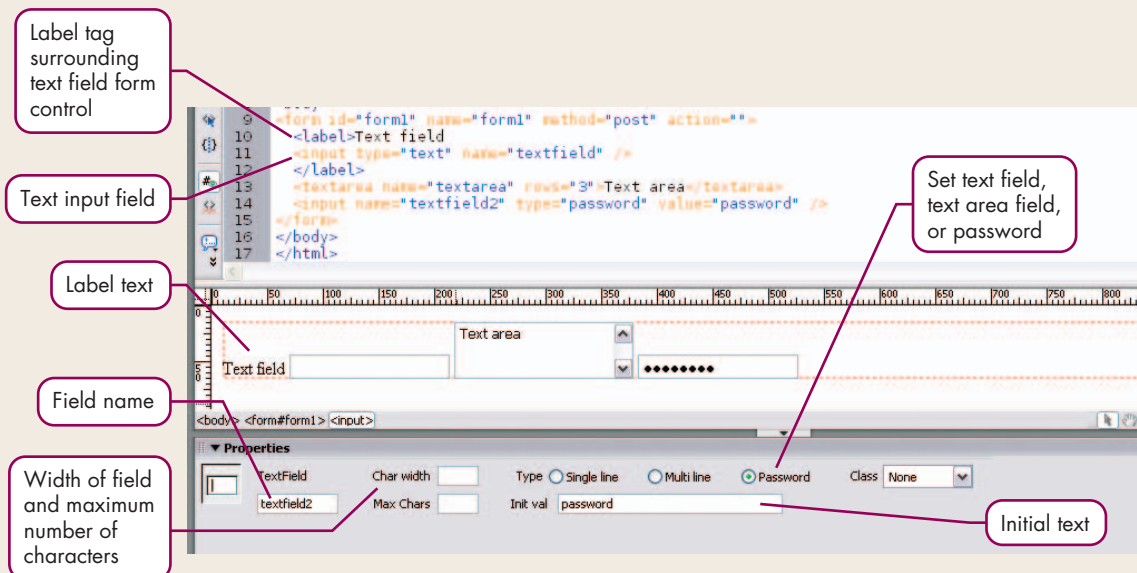 Label tag
surrounding
text field form
control
9 <form id="form1" name="form1" method="post" action="">
10 <label>Text field
11 <input type="text" name="textfield" />
12 </label>
13 <textarea name="textarea" rows="3">Text area</textarea>
14 <input name="textfield2" type="password" value="password" />
15 </form>
16 </body>
17 </html>
Text input field
Set text field,
text area field,
or password
Label text
0 50 100 150 200 250 300 350 400 450 500 550 600 650 700 750 800
0
Text area
50
Text field ●●●●●●●●
Field name
<body> <form#form1> <input>
▼ Properties
Width of field
and maximum
number of
characters
TextField Char width Type Single line Multi line Password Class None
textfield2 Max Chars Init val password
Initial text